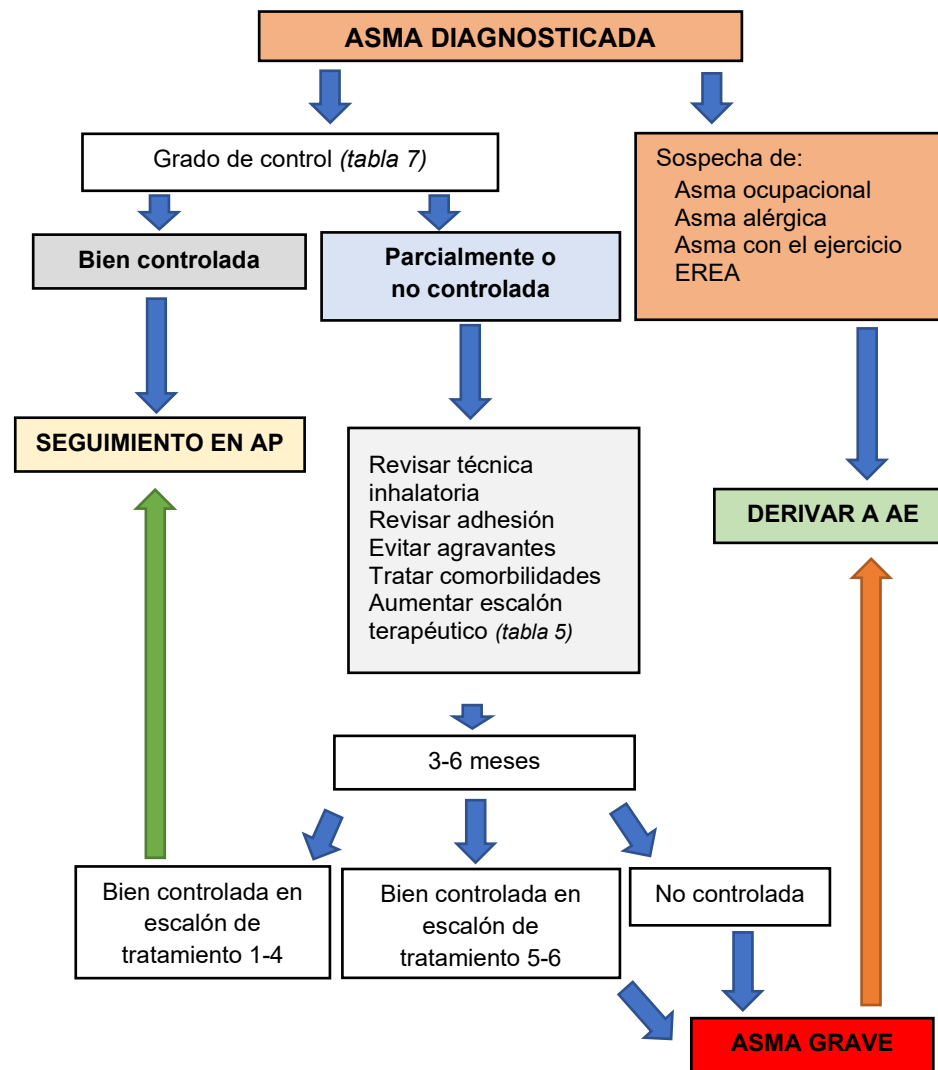 ASMA DIAGNOSTICADA
Grado de control (tabla 7)
Sospecha de:
Asma ocupacional
Asma alérgica
Asma con el ejercicio
EREA
Bien controlada
Parcialmente o
no controlada
SEGUIMIENTO EN AP
Revisar técnica
inhalatoria
Revisar adhesión
Evitar agravantes
Tratar comorbilidades
Aumentar escalón
terapéutico (tabla 5)
DERIVAR A AE
3-6 meses
Bien controlada en
escalón de
tratamiento 1-4
Bien controlada en
escalón de
tratamiento 5-6
No controlada
ASMA GRAVE